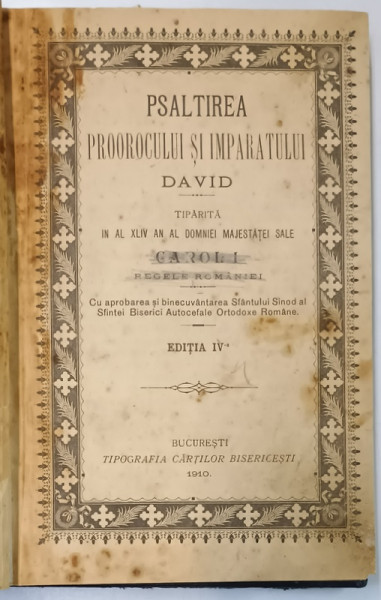 PSALTIREA
PROOROCULUI ȘI IMPARATULUI
DAVID
TIPĂRITĂ
IN AL XLIV AN AL DOMNIEI MAJESTĂȚEI SALE
CAROL I
REGELE ROMÂNIEI
Cu aprobarea și binecuvântarea Sfântului Sinod al
Sfintei Biserici Autocefale Ortodoxe Române.
EDIȚIA IV-a
BUCUREȘTI
TIPOGRAFIA CĂRȚILOR BISERICEȘTI
1910.